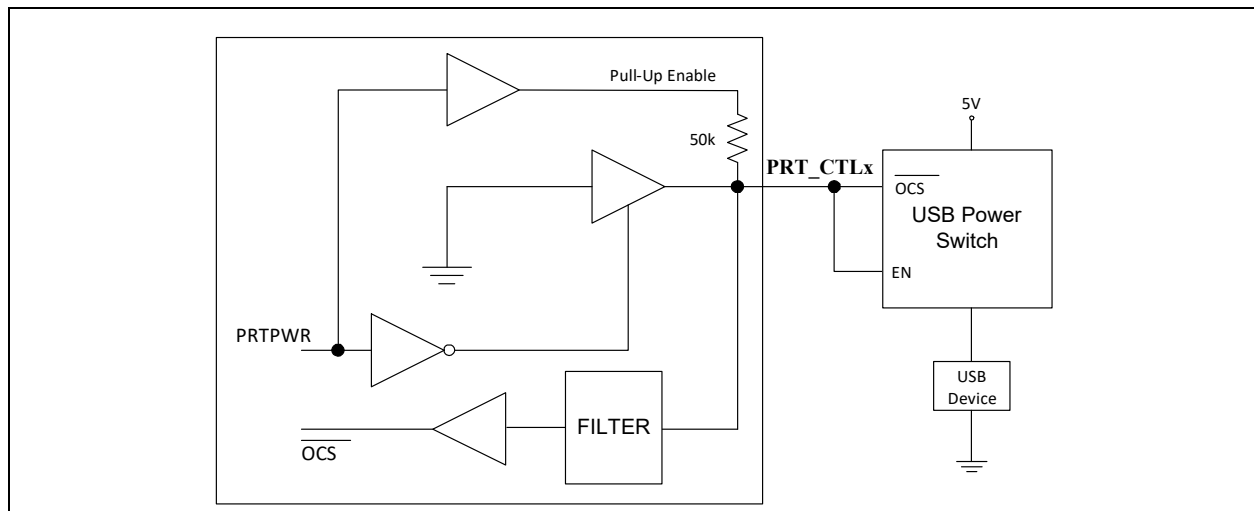 Pull-Up Enable
5V
50k
PRT_CTLx
OCS
USB Power
Switch
EN
PRTPWR
FILTER
OCS
USB
Device